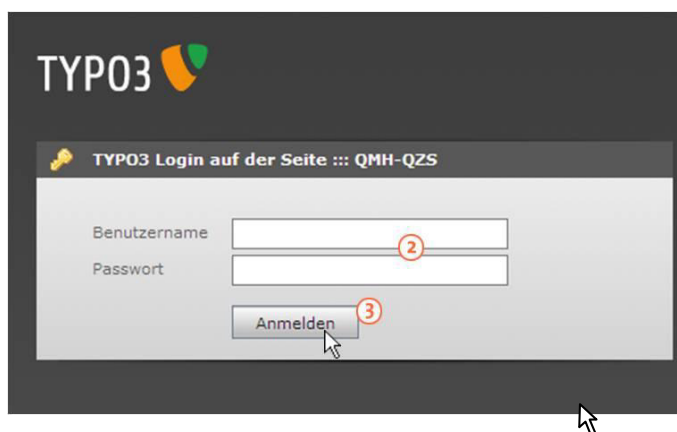 TYPO3
TYPO3 Login auf der Seite ::: QMH-QZS
Benutzername
2
Passwort
Anmelden
3